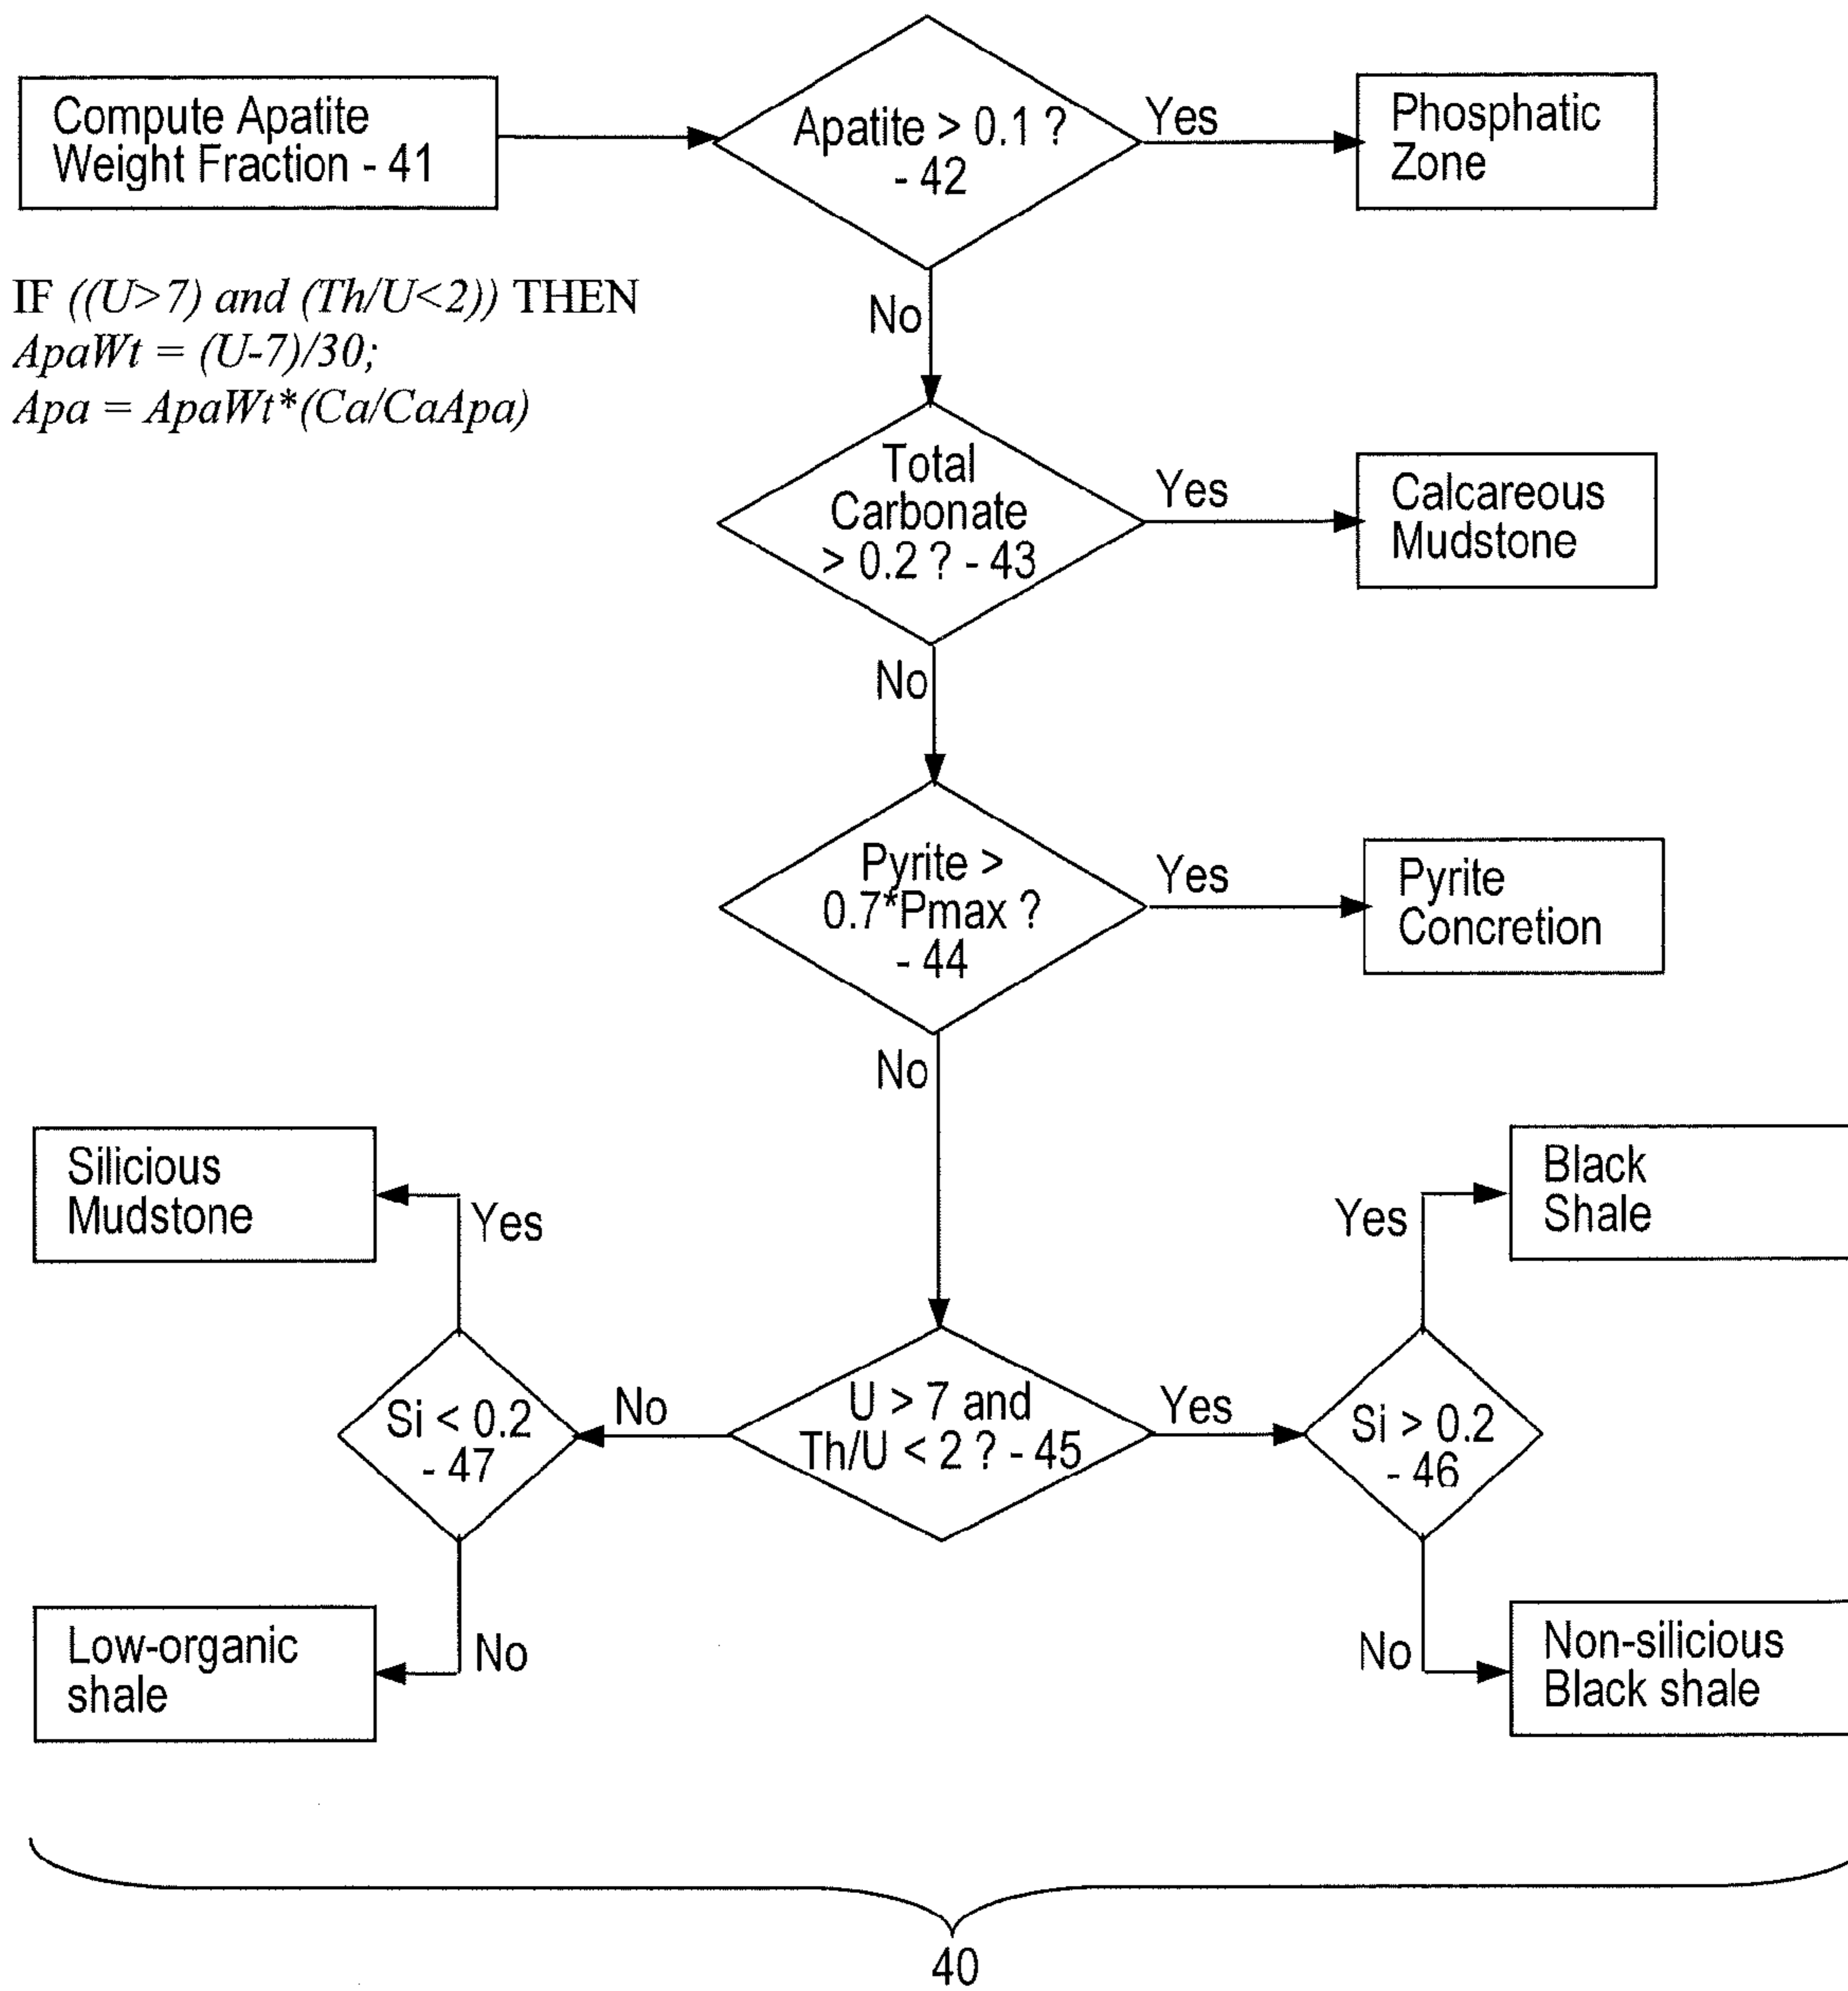 Compute Apatite
Weight Fraction - 41
Apatite > 0.1 ?
- 42
Yes
Phosphatic
Zone
IF ((U>7) and (Th/U<2)) THEN
ApaWt = (U-7)/30;
Apa = ApaWt*(Ca/CaApa)
No
Total
Carbonate
> 0.2 ? - 43
Yes
Calcareous
Mudstone
No
Pyrite >
0.7*Pmax ?
- 44
Yes
Pyrite
Concretion
No
Silicious
Mudstone
Yes
Yes
Black
Shale
Si < 0.2
- 47
No
U > 7 and
Th/U < 2 ? - 45
Yes
Si > 0.2
- 46
Low-organic
shale
No
No
Non-silicious
Black shale
40